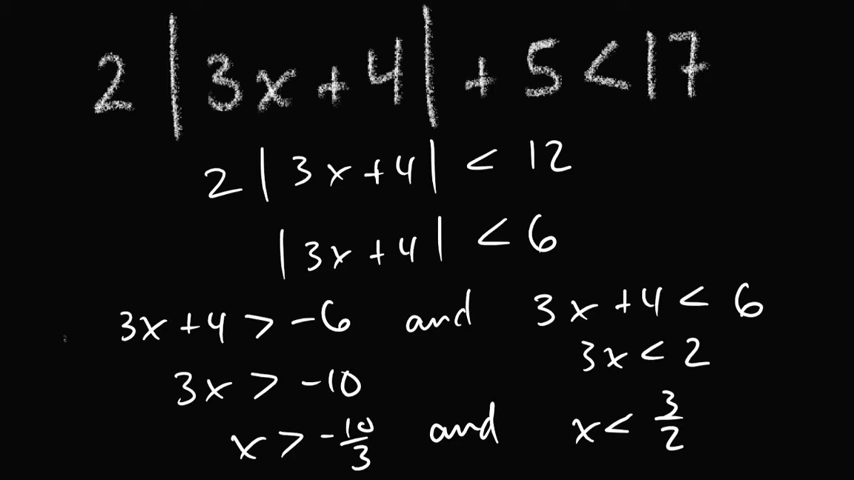 2|3x+4|+5<17
2|3x+4| < 12
|3x+4| < 6
3x+4 > -6 and 3x+4 < 6
3x < 2
3x > -10
x > -10/3 and x < 3/2